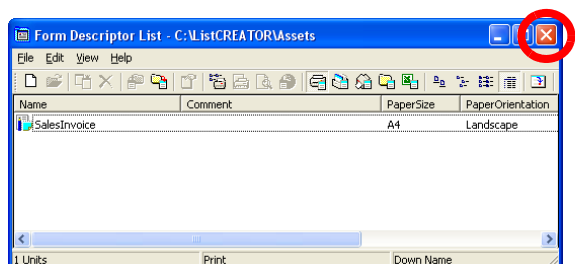 Form Descriptor List - C:\ListCREATOR\Assets
File Edit View Help
Name Comment PaperSize PaperOrientation
SalesInvoice A4 Landscape
1 Units Print Down Name